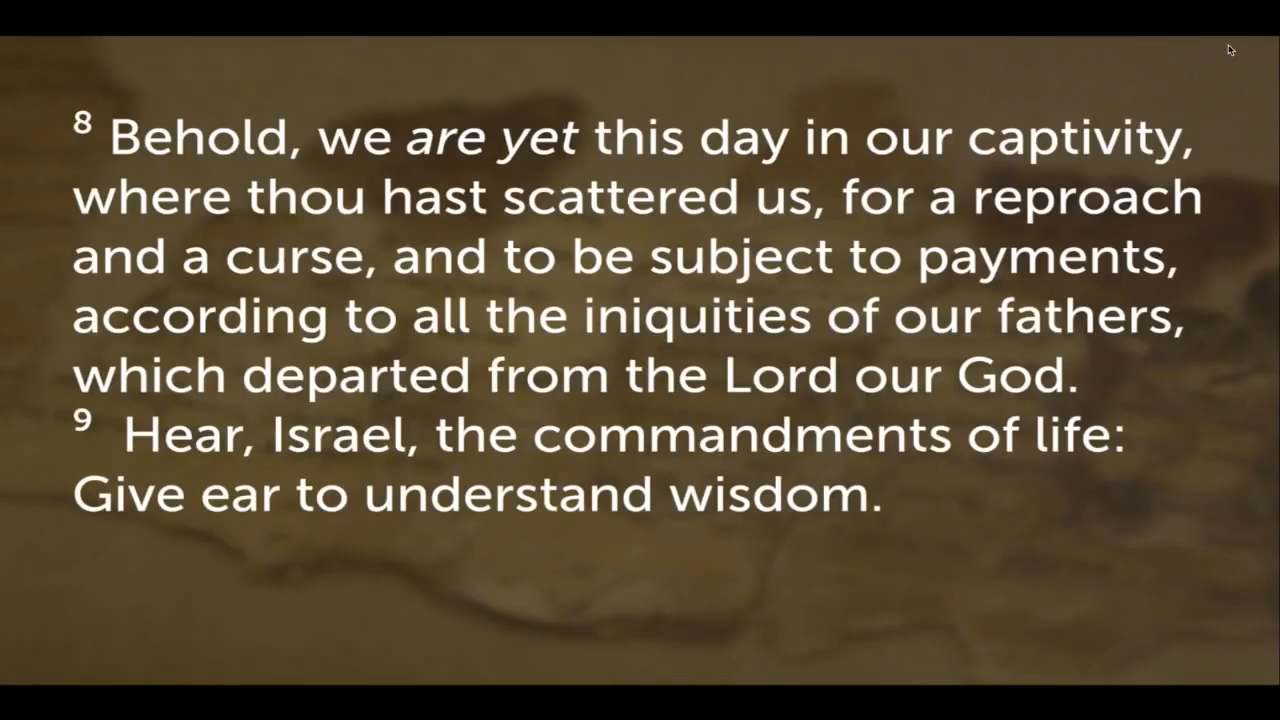 8 Behold, we are yet this day in our captivity,
where thou hast scattered us, for a reproach
and a curse, and to be subject to payments,
according to all the iniquities of our fathers,
which departed from the Lord our God.
9 Hear, Israel, the commandments of life:
Give ear to understand wisdom.